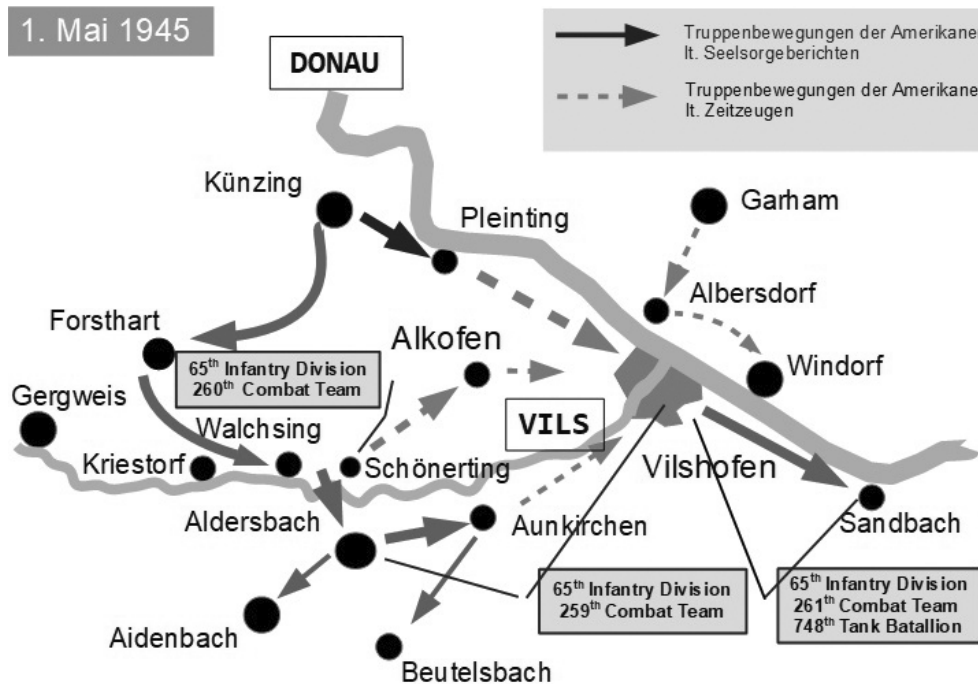 1. Mai 1945
Truppenbewegungen der Amerikane
lt. Seelsorgeberichten
Truppenbewegungen der Amerikane
lt. Zeitzeugen
DONAU
Künzing
Pleinting
Garham
Forsthart
Alkofen
Albersdorf
65th Infantry Division
260th Combat Team
Windorf
Gergweis
Walchsing
VILS
Kriestorf
Schönerting
Vilshofen
Aldersbach
Aunkirchen
Sandbach
65th Infantry Division
259th Combat Team
65th Infantry Division
261th Combat Team
748th Tank Batallion
Aidenbach
Beutelsbach